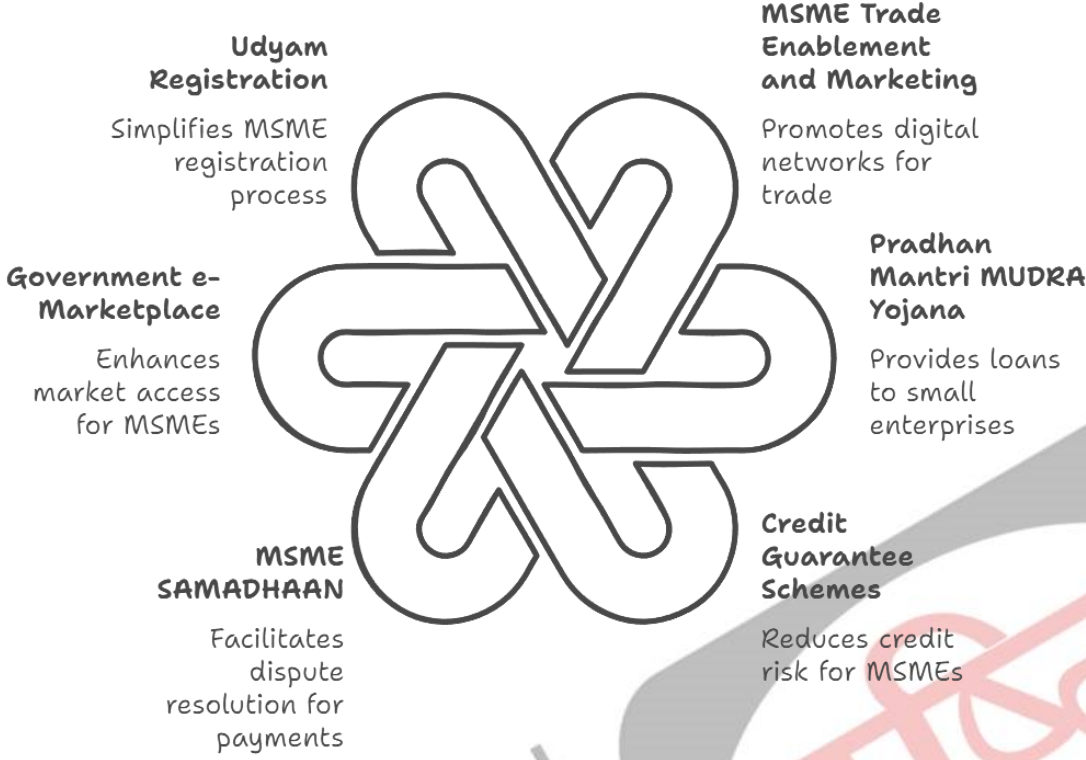 Udyam
Registration
Simplifies MSME
registration
process
MSME Trade
Enablement
and Marketing
Promotes digital
networks for
trade
Government e-
Marketplace
Enhances
market access
for MSMEs
Pradhan
Mantri MUDRA
Yojana
Provides loans
to small
enterprises
MSME
SAMADHAAN
Facilitates
dispute
resolution for
payments
Credit
Guarantee
Schemes
Reduces credit
risk for MSMEs